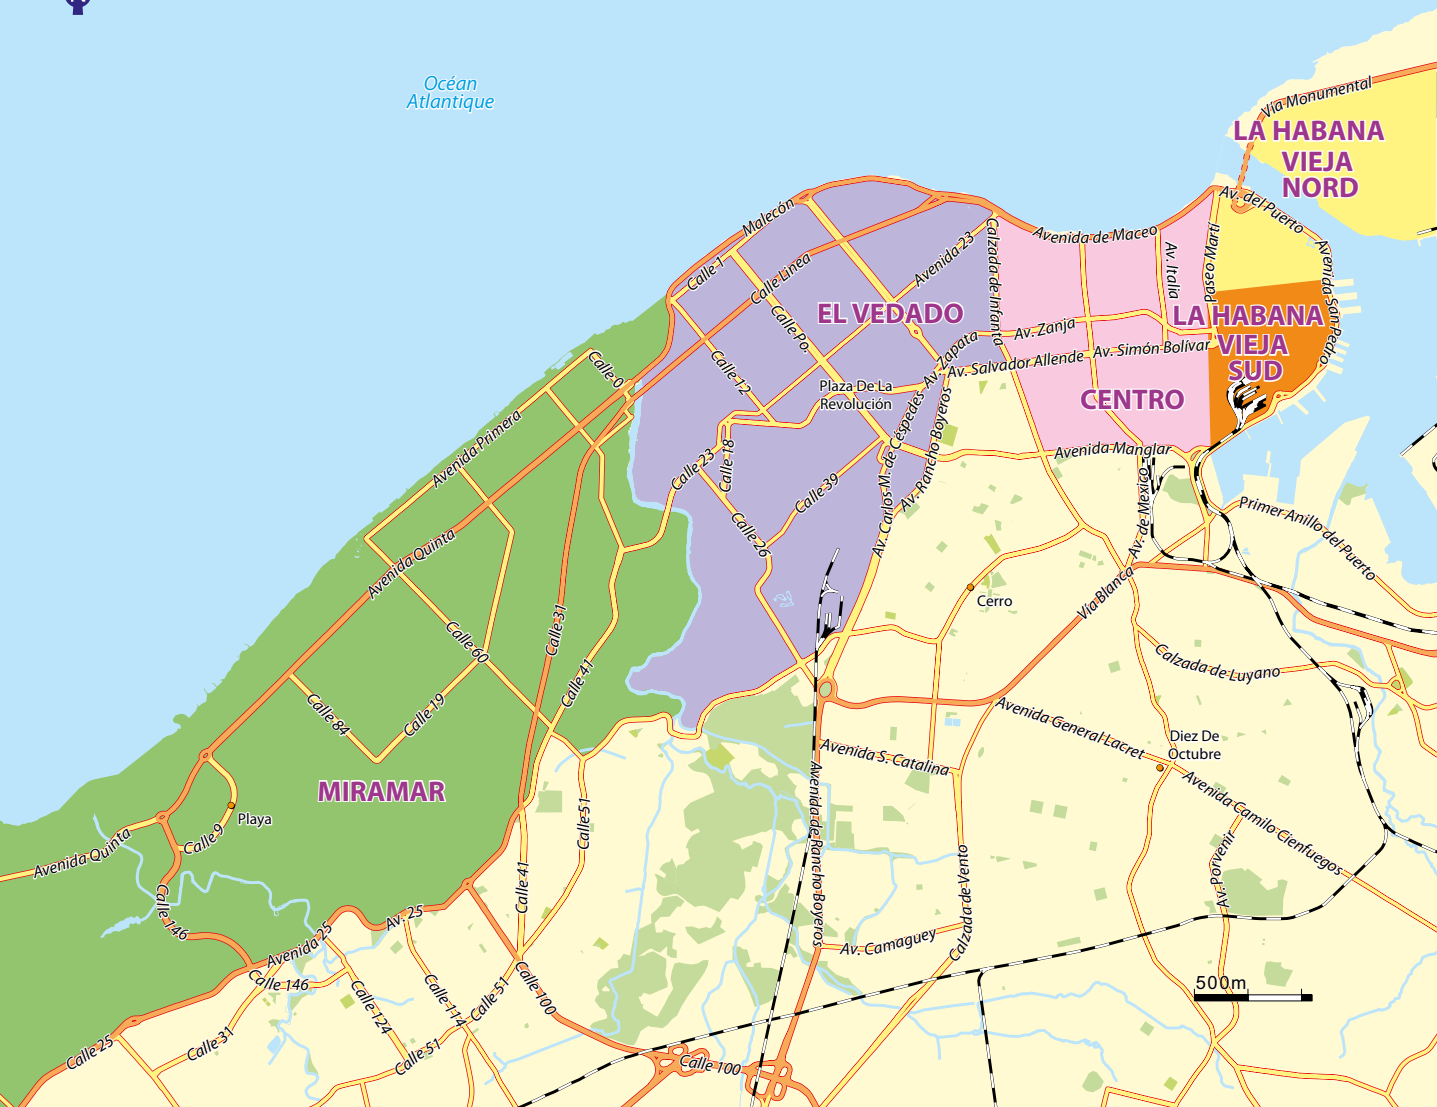 Océan
Atlantique
Vía Monumental
LA HABANA
VIEJA
NORD
Av. del Puerto
Malecón
Avenida de Maceo
Paseo Martí
Avenida San Pedro
Calle 1
Calle Linea
Avenida 23
Calzada de Infanta
Av. Italia
EL VEDADO
LA HABANA
VIEJA
SUD
Calle Po.
Av. Zanja
Av. Zapata
Av. Salvador Allende
Av. Simón Bolívar
Calle 0
Calle 12
Plaza De La
Revolución
CENTRO
Avenida Primera
Calle 23
Calle 18
Calle 39
Av. Carlos M. de Céspedes
Av. Rancho Boyeros
Avenida Manglar
Av. de Mexico
Primer Anillo del Puerto
Calle 26
Avenida Quinta
Cerro
Vía Blanca
Calle 31
Calle 60
Calle 41
Calzada de Luyano
Calle 84
Calle 19
Avenida General Lacret
Diez De
Octubre
Avenida S. Catalina
MIRAMAR
Playa
Avenida Camilo Cienfuegos
Avenida Quinta
Calle 9
Calle 51
Avenida de Rancho Boyeros
Calzada de Vento
Av. Porvenir
Calle 146
Calle 41
Av. 25
Avenida 25
Av. Camaguey
Calle 146
Calle 100
Calle 51
Calle 114
Calle 124
500m
Calle 31
Calle 25
Calle 51
Calle 100